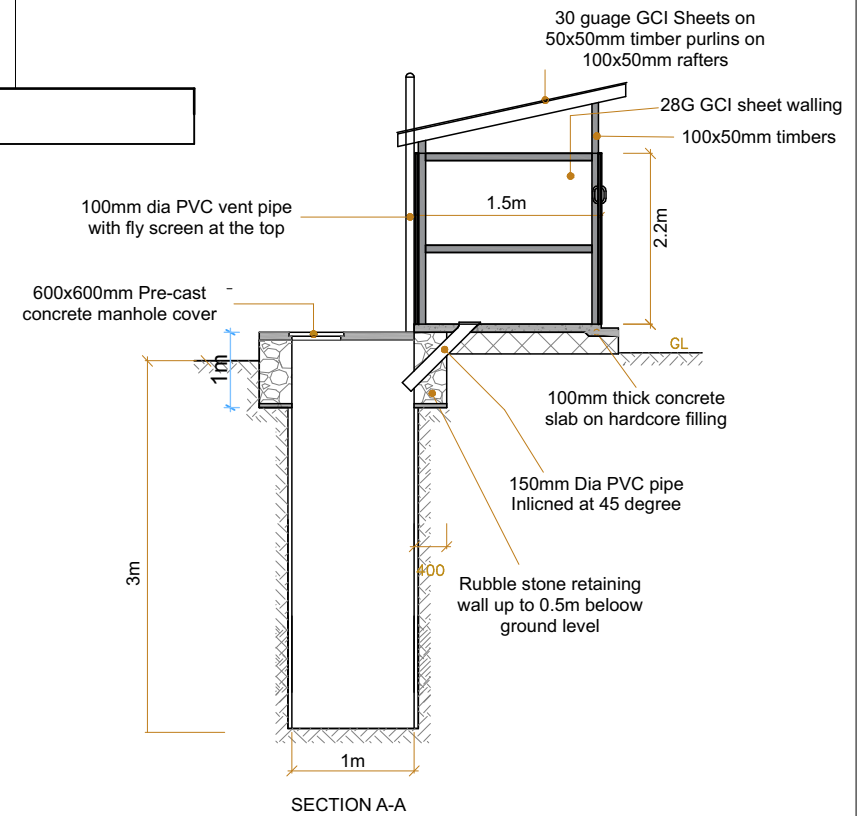 30 guage GCI Sheets on
50x50mm timber purlins on
100x50mm rafters
28G GCI sheet walling
100x50mm timbers
1.5m
2.2m
100mm dia PVC vent pipe
with fly screen at the top
600x600mm Pre-cast
concrete manhole cover
GL
1m
100mm thick concrete
slab on hardcore filling
150mm Dia PVC pipe
Inlicned at 45 degree
3m
400
Rubble stone retaining
wall up to 0.5m beloow
ground level
1m
SECTION A-A